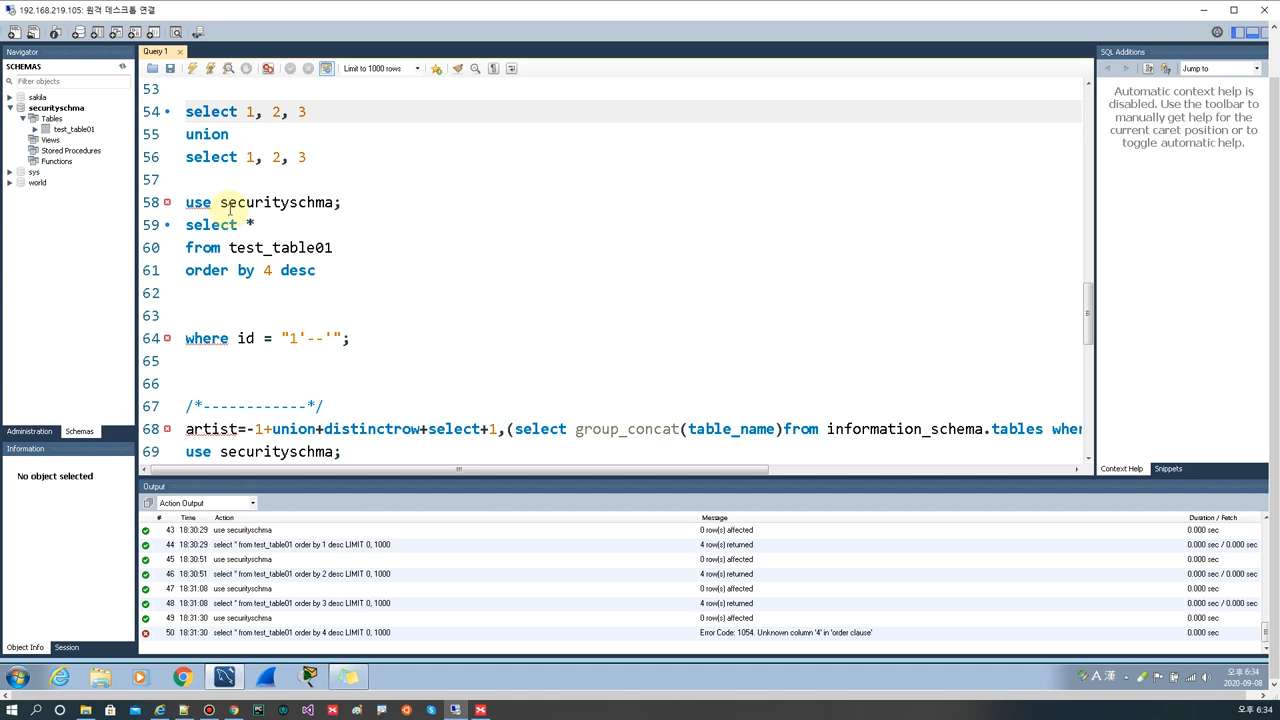 192.168.219.105: 원격 데스크톱 연결
Navigator
SCHEMAS
Filter objects
sakila
securityschma
Tables
test_table01
Views
Stored Procedures
Functions
sys
world
Administration
Schemas
Information
No object selected
Object Info
Session
Query 1
Limit to 1000 rows
53
54 select 1, 2, 3
55 union
56 select 1, 2, 3
57
58 use securityschma;
59 select *
60 from test_table01
61 order by 4 desc
62
63
64 where id = "1'--'";
65
66
67 /*------------*/
68 artist=-1+union+distinctrow+select+1,(select group_concat(table_name)from information_schema.tables wher
69 use securityschma;
SQL Additions
Jump to
Automatic context help is
disabled. Use the toolbar to
manually get help for the
current caret position or to
toggle automatic help.
Context Help
Snippets
Output
Action Output
# Time Action Message Duration / Fetch
43 18:30:29 use securityschma 0 row(s) affected 0.000 sec
44 18:30:29 select * from test_table01 order by 1 desc LIMIT 0, 1000 4 row(s) returned 0.000 sec / 0.000 sec
45 18:30:51 use securityschma 0 row(s) affected 0.000 sec
46 18:30:51 select * from test_table01 order by 2 desc LIMIT 0, 1000 4 row(s) returned 0.000 sec / 0.000 sec
47 18:31:08 use securityschma 0 row(s) affected 0.000 sec
48 18:31:08 select * from test_table01 order by 3 desc LIMIT 0, 1000 4 row(s) returned 0.000 sec / 0.000 sec
49 18:31:30 use securityschma 0 row(s) affected 0.000 sec
50 18:31:30 select * from test_table01 order by 4 desc LIMIT 0, 1000 Error Code: 1054. Unknown column '4' in 'order clause' 0.000 sec
A 漢
오후 6:34
2020-09-08
오후 6:34